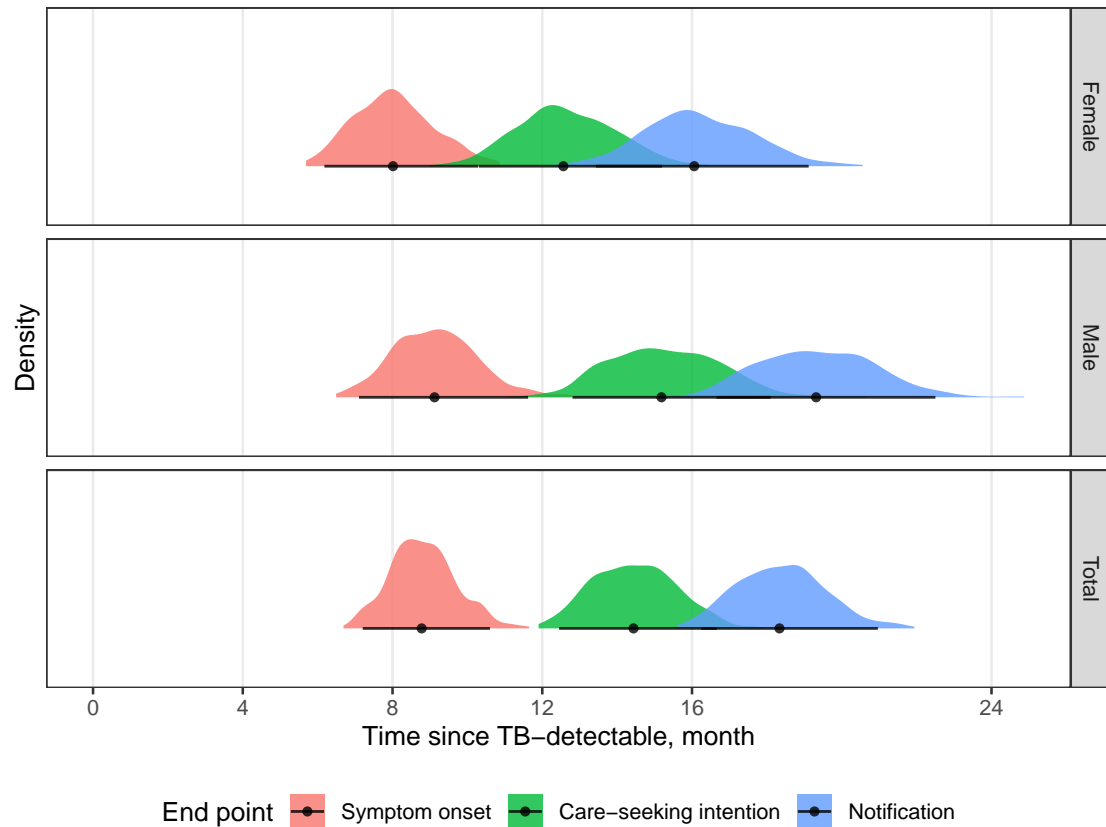 Female
Male
Total
Density
0 4 8 12 16 24
Time since TB−detectable, month
End point Symptom onset Care−seeking intention Notification